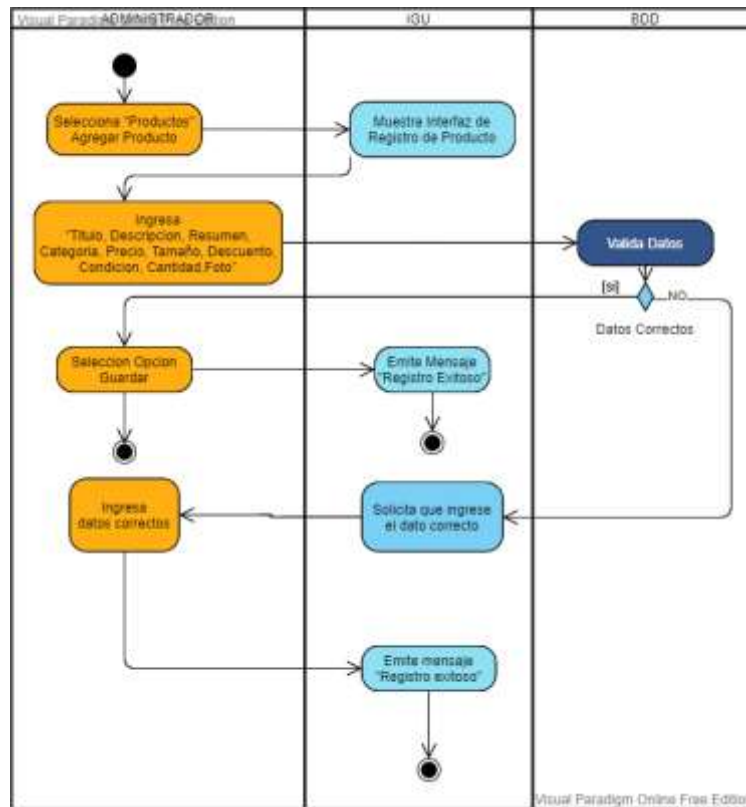 Visual Paradigm Online Free Edition
ADMINISTRADOR
IGU
BDD
Selecciona "Productos"
Agregar Producto
Muestra Interfaz de
Registro de Producto
Ingresa
"Titulo, Descripcion, Resumen,
Categoria, Precio, Tamaño, Descuento,
Condicion, Cantidad.Foto"
Valida Datos
[SI]
NO
Datos Correctos
Seleccion Opcion
Guardar
Emite Mensaje
"Registro Exitoso"
Ingresa
datos correctos
Solicita que ingrese
el dato correcto
Emite mensaje
"Registro exitoso"
Visual Paradigm Online Free Edition